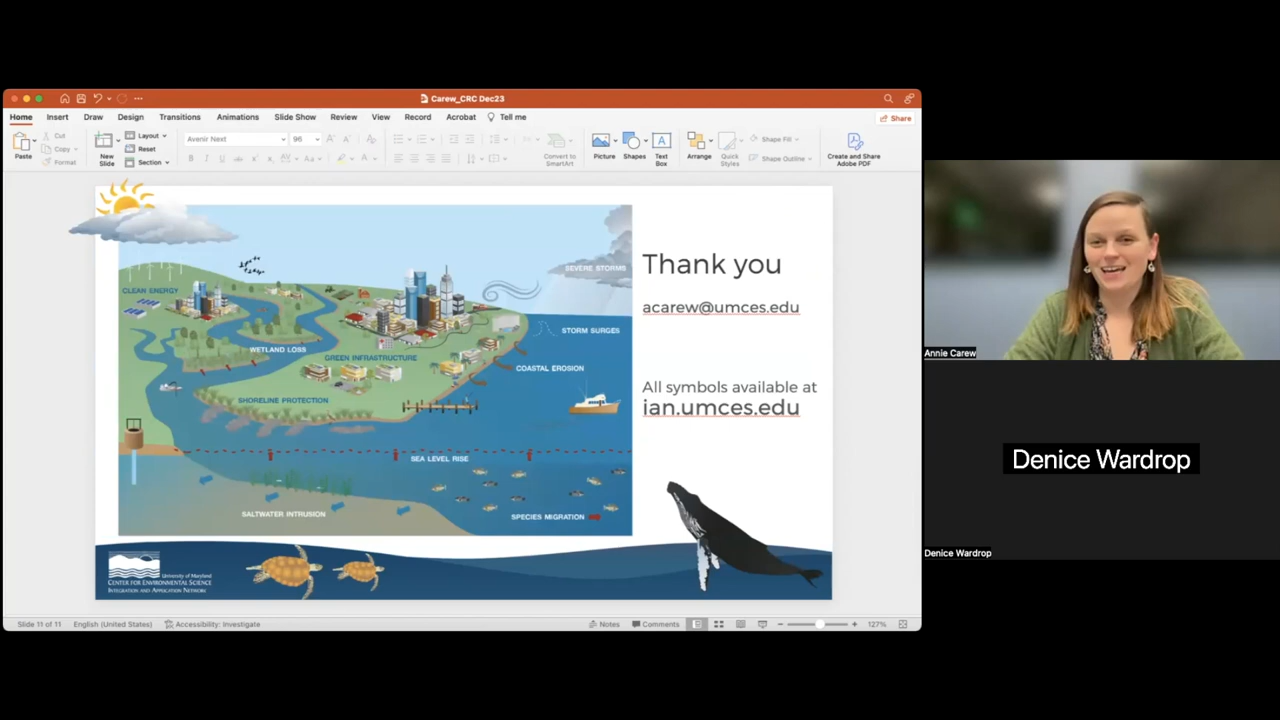 Carew_CRC Dec23
Home Insert Draw Design Transitions Animations Slide Show Review View Record Acrobat Tell me
Share
Paste
Cut
Copy
Format
New
Slide
Layout
Reset
Section
Avenir Next
96
Convert to
SmartArt
Picture
Shapes
Text
Box
Arrange
Quick
Styles
Shape Fill
Shape Outline
Create and Share
Adobe PDF
CLEAN ENERGY
SEVERE STORMS
STORM SURGES
WETLAND LOSS
GREEN INFRASTRUCTURE
COASTAL EROSION
SHORELINE PROTECTION
SEA LEVEL RISE
SALTWATER INTRUSION
SPECIES MIGRATION
Thank you
acarew@umces.edu
All symbols available at
ian.umces.edu
University of Maryland
CENTER FOR ENVIRONMENTAL SCIENCE
INTEGRATION AND APPLICATION NETWORK
Slide 11 of 11 English (United States) Accessibility: Investigate Notes Comments 127%
Annie Carew
Denice Wardrop
Denice Wardrop